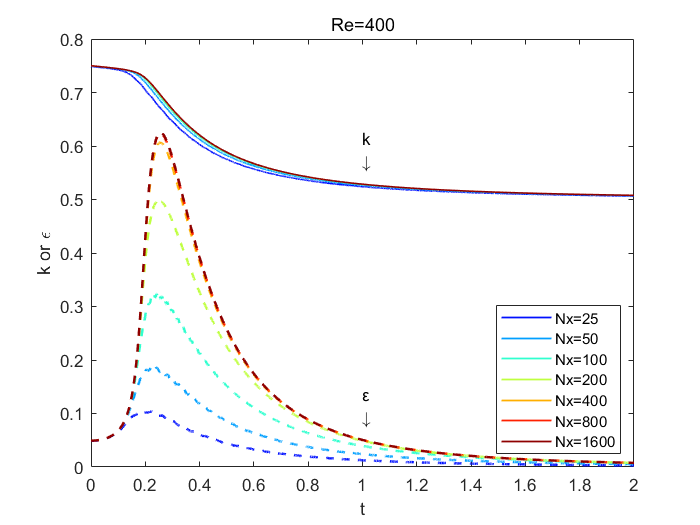 Re=400
0.8
0.7
0.6
0.5
0.4
0.3
0.2
0.1
0
k or ϵ
k
↓
ε
↓
Nx=25
Nx=50
Nx=100
Nx=200
Nx=400
Nx=800
Nx=1600
0 0.2 0.4 0.6 0.8 1 1.2 1.4 1.6 1.8 2
t